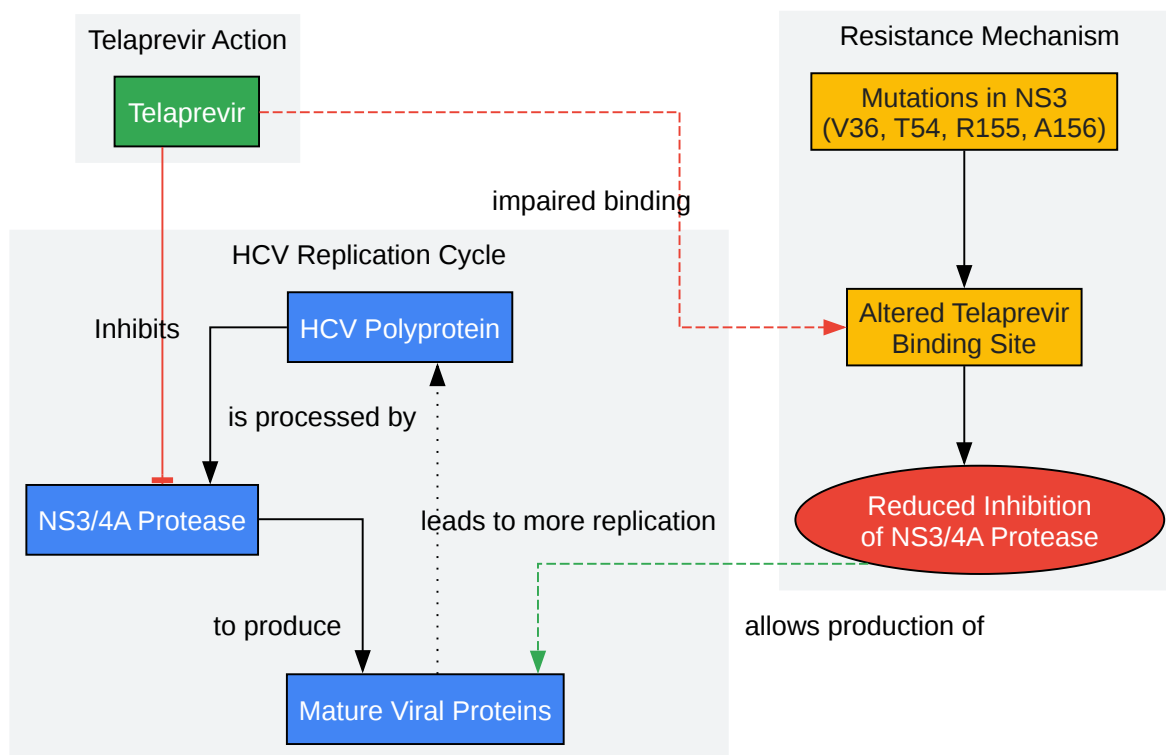 Telaprevir Action
Telaprevir
Resistance Mechanism
Mutations in NS3
(V36, T54, R155, A156)
impaired binding
HCV Replication Cycle
HCV Polyprotein
Inhibits
Altered Telaprevir
Binding Site
is processed by
NS3/4A Protease
leads to more replication
Reduced Inhibition
of NS3/4A Protease
to produce
allows production of
Mature Viral Proteins